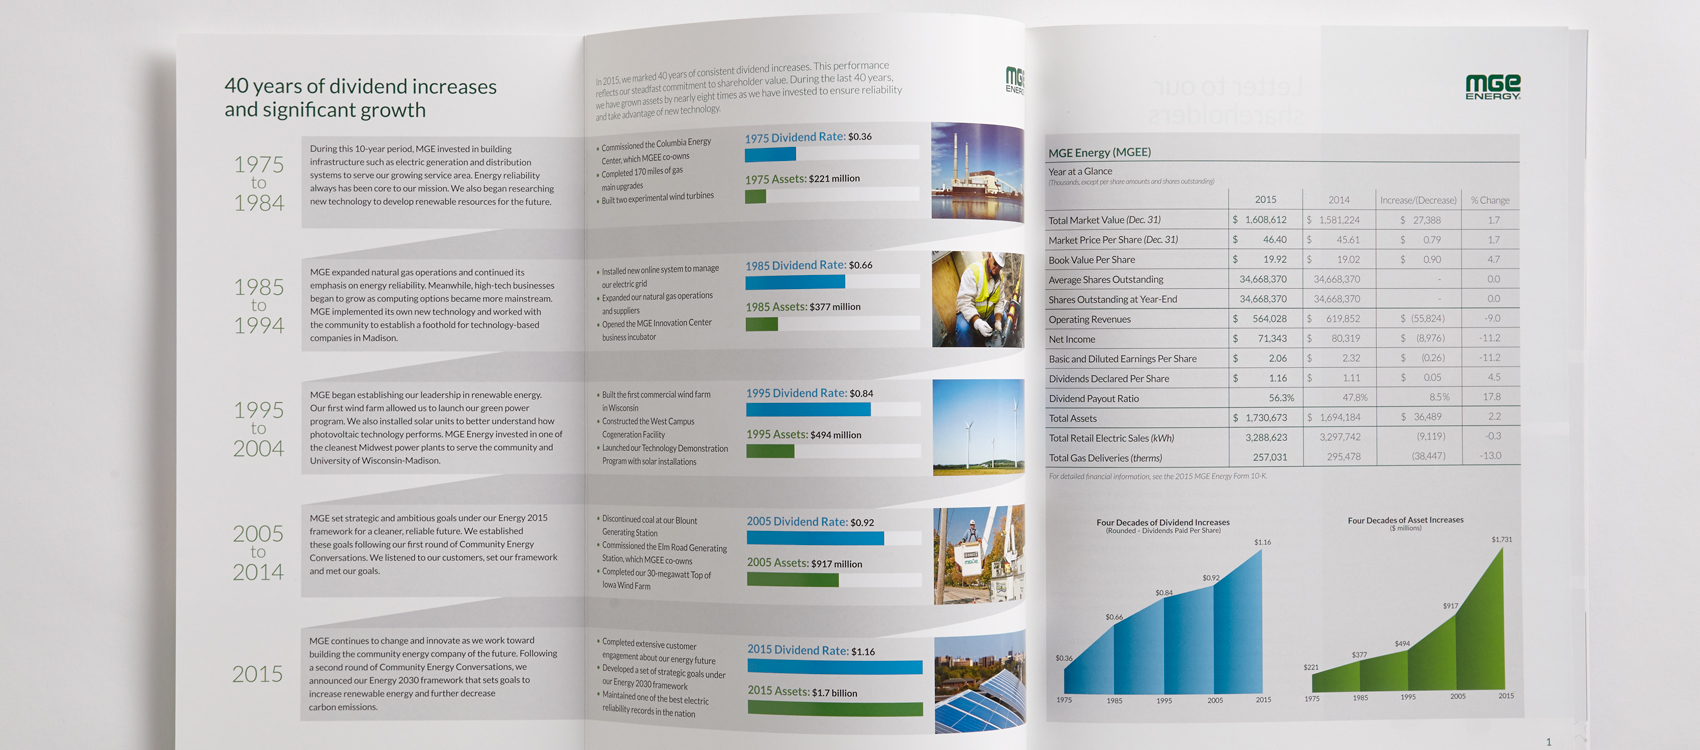 40 years of dividend increases
and significant growth
1975
to
1984
During this 10-year period, MGE invested in building
infrastructure such as electric generation and distribution
systems to serve our growing service area. Energy reliability
always has been core to our mission. We also began researching
new technology to develop renewable resources for the future.
1985
to
1994
MGE expanded natural gas operations and continued its
emphasis on energy reliability. Meanwhile, high-tech businesses
began to grow as computing options became more mainstream.
MGE implemented its own new technology and worked with
the community to establish a foothold for technology-based
companies in Madison.
1995
to
2004
MGE began establishing our leadership in renewable energy.
Our first wind farm allowed us to launch our green power
program. We also installed solar units to better understand how
photovoltaic technology performs. MGE Energy invested in one of
the cleanest Midwest power plants to serve the community and
University of Wisconsin-Madison.
2005
to
2014
MGE set strategic and ambitious goals under our Energy 2015
framework for a cleaner, reliable future. We established
these goals following our first round of Community Energy
Conversations. We listened to our customers, set our framework
and met our goals.
2015
MGE continues to change and innovate as we work toward
building the community energy company of the future. Following
a second round of Community Energy Conversations, we
announced our Energy 2030 framework that sets goals to
increase renewable energy and further decrease
carbon emissions.
In 2015, we marked 40 years of consistent dividend increases. This performance
reflects our steadfast commitment to shareholder value. During the last 40 years,
we have grown assets by nearly eight times as we have invested to ensure reliability
and take advantage of new technology.
mge
ENERGY
• Commissioned the Columbia Energy
Center, which MGEE co-owns
• Completed 170 miles of gas
main upgrades
• Built two experimental wind turbines
1975 Dividend Rate: $0.36
1975 Assets: $221 million
• Installed new online system to manage
our electric grid
• Expanded our natural gas operations
and suppliers
• Opened the MGE Innovation Center
business incubator
1985 Dividend Rate: $0.66
1985 Assets: $377 million
• Built the first commercial wind farm
in Wisconsin
• Constructed the West Campus
Cogeneration Facility
• Launched our Technology Demonstration
Program with solar installations
1995 Dividend Rate: $0.84
1995 Assets: $494 million
• Discontinued coal at our Blount
Generating Station
• Commissioned the Elm Road Generating
Station, which MGEE co-owns
• Completed our 30-megawatt Top of
Iowa Wind Farm
2005 Dividend Rate: $0.92
2005 Assets: $917 million
mge
• Completed extensive customer
engagement about our energy future
• Developed a set of strategic goals under
our Energy 2030 framework
• Maintained one of the best electric
reliability records in the nation
2015 Dividend Rate: $1.16
2015 Assets: $1.7 billion
Letter to our
shareholders
mge
ENERGY
MGE Energy (MGEE)
Year at a Glance
(Thousands, except per share amounts and shares outstanding)
2015 2014 Increase/(Decrease) % Change
Total Market Value (Dec. 31) $ 1,608,612 $ 1,581,224 $ 27,388 1.7
Market Price Per Share (Dec. 31) $ 46.40 $ 45.61 $ 0.79 1.7
Book Value Per Share $ 19.92 $ 19.02 $ 0.90 4.7
Average Shares Outstanding 34,668,370 34,668,370 - 0.0
Shares Outstanding at Year-End 34,668,370 34,668,370 - 0.0
Operating Revenues $ 564,028 $ 619,852 $ (55,824) -9.0
Net Income $ 71,343 $ 80,319 $ (8,976) -11.2
Basic and Diluted Earnings Per Share $ 2.06 $ 2.32 $ (0.26) -11.2
Dividends Declared Per Share $ 1.16 $ 1.11 $ 0.05 4.5
Dividend Payout Ratio 56.3% 47.8% 8.5% 17.8
Total Assets $ 1,730,673 $ 1,694,184 $ 36,489 2.2
Total Retail Electric Sales (kWh) 3,288,623 3,297,742 (9,119) -0.3
Total Gas Deliveries (therms) 257,031 295,478 (38,447) -13.0
For detailed financial information, see the 2015 MGE Energy Form 10-K.
Four Decades of Dividend Increases
(Rounded - Dividends Paid Per Share)
$0.36 $0.66 $0.84 $0.92 $1.16
1975 1985 1995 2005 2015
Four Decades of Asset Increases
($ millions)
$221 $377 $494 $917 $1,731
1975 1985 1995 2005 2015
1